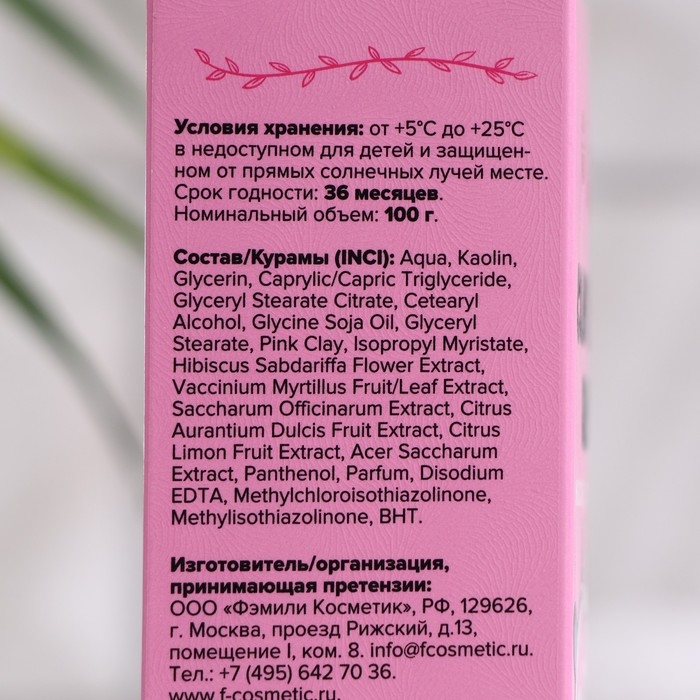 Условия хранения: от +5°С до +25°С
в недоступном для детей и защищен-
ном от прямых солнечных лучей месте.
Срок годности: 36 месяцев.
Номинальный объем: 100 г.
Состав/Курамы (INCI): Aqua, Kaolin,
Glycerin, Caprylic/Capric Triglyceride,
Glyceryl Stearate Citrate, Cetearyl
Alcohol, Glycine Soja Oil, Glyceryl
Stearate, Pink Clay, Isopropyl Myristate,
Hibiscus Sabdariffa Flower Extract,
Vaccinium Myrtillus Fruit/Leaf Extract,
Saccharum Officinarum Extract, Citrus
Aurantium Dulcis Fruit Extract, Citrus
Limon Fruit Extract, Acer Saccharum
Extract, Panthenol, Parfum, Disodium
EDTA, Methylchloroisothiazolinone,
Methylisothiazolinone, BHT.
Изготовитель/организация,
принимающая претензии:
ООО «Фэмили Косметик», РФ, 129626,
г. Москва, проезд Рижский, д.13,
помещение I, ком. 8. info@fcosmetic.ru.
Тел.: +7 (495) 642 70 36.
www.f-cosmetic.ru.